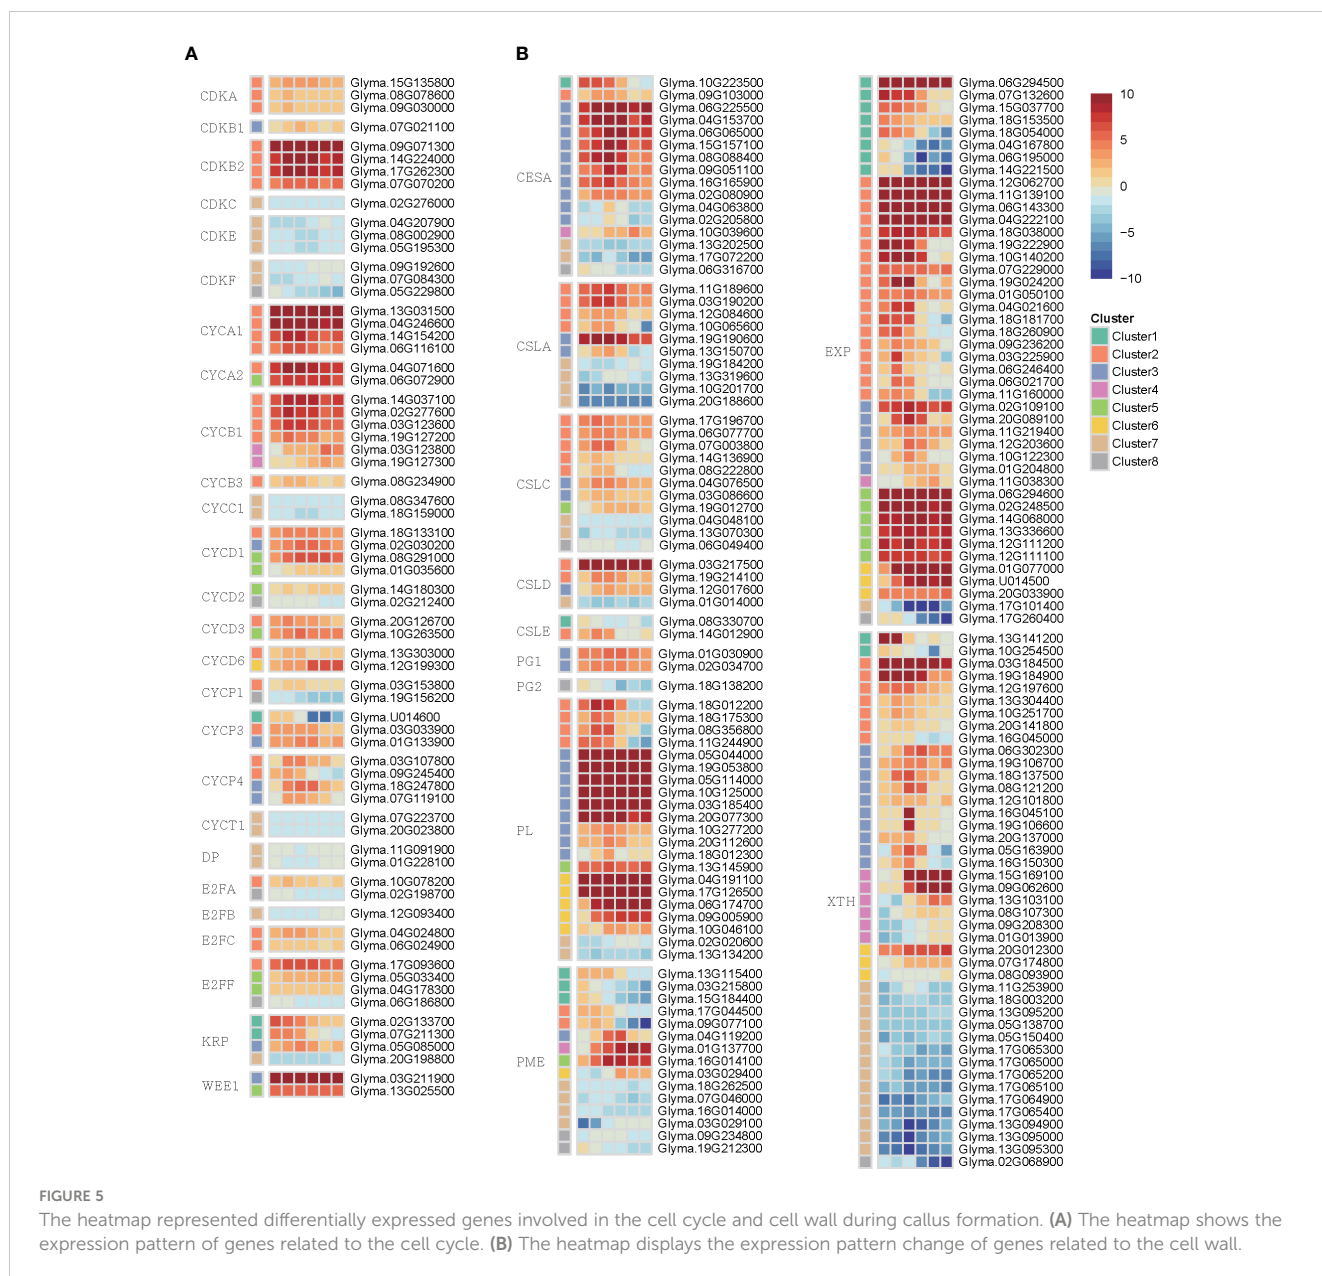 A
CDKA
Glyma.15G135800
Glyma.08G078600
Glyma.09G030000
CDKB1
Glyma.07G021100
CDKB2
Glyma.09G071300
Glyma.14G224000
Glyma.17G262300
Glyma.07G070200
CDKC
Glyma.02G276000
CDKE
Glyma.04G207900
Glyma.08G002900
Glyma.05G195300
CDKF
Glyma.09G192600
Glyma.07G084300
Glyma.05G229800
CYCA1
Glyma.13G031500
Glyma.04G246600
Glyma.14G154200
Glyma.06G116100
CYCA2
Glyma.04G071600
Glyma.06G072900
CYCB1
Glyma.14G037100
Glyma.02G277600
Glyma.03G123600
Glyma.19G127200
Glyma.03G123800
Glyma.19G127300
CYCB3
Glyma.08G234900
CYCC1
Glyma.08G347600
Glyma.18G159000
CYCD1
Glyma.18G133100
Glyma.02G030200
Glyma.08G291000
Glyma.01G035600
CYCD2
Glyma.14G180300
Glyma.02G212400
CYCD3
Glyma.20G126700
Glyma.10G263500
CYCD6
Glyma.13G303000
Glyma.12G199300
CYCP1
Glyma.03G153800
Glyma.19G156200
CYCP3
Glyma.U014600
Glyma.03G033900
Glyma.01G133900
CYCP4
Glyma.03G107800
Glyma.09G245400
Glyma.18G247800
Glyma.07G119100
CYCT1
Glyma.07G223700
Glyma.20G023800
DP
Glyma.11G091900
Glyma.01G228100
E2FA
Glyma.10G078200
Glyma.02G198700
E2FB
Glyma.12G093400
E2FC
Glyma.04G024800
Glyma.06G024900
E2FF
Glyma.17G093600
Glyma.05G033400
Glyma.04G178300
Glyma.06G186800
KRP
Glyma.02G133700
Glyma.07G211300
Glyma.05G085000
Glyma.20G198800
WEE1
Glyma.03G211900
Glyma.13G025500
B
CESA
Glyma.10G223500
Glyma.09G103000
Glyma.06G225500
Glyma.04G153700
Glyma.06G065000
Glyma.15G157100
Glyma.08G088400
Glyma.09G051100
Glyma.16G165900
Glyma.02G080900
Glyma.04G063800
Glyma.02G205800
Glyma.10G039600
Glyma.13G202500
Glyma.17G072200
Glyma.06G316700
CSLA
Glyma.11G189600
Glyma.03G190200
Glyma.12G084600
Glyma.10G065600
Glyma.19G190600
Glyma.13G150700
Glyma.19G184200
Glyma.13G319600
Glyma.10G201700
Glyma.20G188600
CSLC
Glyma.17G196700
Glyma.06G077700
Glyma.07G003800
Glyma.14G136900
Glyma.08G222800
Glyma.04G076500
Glyma.03G086600
Glyma.19G012700
Glyma.04G048100
Glyma.13G070300
Glyma.06G049400
CSLD
Glyma.03G217500
Glyma.19G214100
Glyma.12G017600
Glyma.01G014000
CSLE
Glyma.08G330700
Glyma.14G012900
PG1
Glyma.01G030900
Glyma.02G034700
PG2
Glyma.18G138200
PL
Glyma.18G012200
Glyma.18G175300
Glyma.08G356800
Glyma.11G244900
Glyma.05G044000
Glyma.19G053800
Glyma.05G114000
Glyma.10G125000
Glyma.03G185400
Glyma.20G077300
Glyma.10G277200
Glyma.20G112600
Glyma.18G012300
Glyma.13G145900
Glyma.04G191100
Glyma.17G126500
Glyma.06G174700
Glyma.09G005900
Glyma.10G046100
Glyma.02G020600
Glyma.13G134200
PME
Glyma.13G115400
Glyma.03G215800
Glyma.15G184400
Glyma.17G044500
Glyma.09G077100
Glyma.04G119200
Glyma.01G137700
Glyma.16G014100
Glyma.03G029400
Glyma.18G262500
Glyma.07G046000
Glyma.16G014000
Glyma.03G029100
Glyma.09G234800
Glyma.19G212300
EXP
Glyma.06G294500
Glyma.07G132600
Glyma.15G037700
Glyma.18G153500
Glyma.18G054000
Glyma.04G167800
Glyma.06G195000
Glyma.14G221500
Glyma.12G062700
Glyma.11G139100
Glyma.06G143300
Glyma.04G222100
Glyma.18G038000
Glyma.19G222900
Glyma.10G140200
Glyma.07G229000
Glyma.19G024200
Glyma.01G050100
Glyma.04G021600
Glyma.18G181700
Glyma.18G260900
Glyma.09G236200
Glyma.03G225900
Glyma.06G246400
Glyma.06G021700
Glyma.11G160000
Glyma.02G109100
Glyma.20G089100
Glyma.11G219400
Glyma.12G203600
Glyma.10G122300
Glyma.01G204800
Glyma.11G038300
Glyma.06G294600
Glyma.02G248500
Glyma.14G068000
Glyma.13G336600
Glyma.12G111200
Glyma.12G111100
Glyma.01G077000
Glyma.U014500
Glyma.20G033900
Glyma.17G101400
Glyma.17G260400
XTH
Glyma.13G141200
Glyma.10G254500
Glyma.03G184500
Glyma.19G184900
Glyma.12G197600
Glyma.13G304400
Glyma.10G251700
Glyma.20G141800
Glyma.16G045000
Glyma.06G302300
Glyma.19G106700
Glyma.18G137500
Glyma.08G121200
Glyma.12G101800
Glyma.16G045100
Glyma.19G106600
Glyma.20G137000
Glyma.05G163900
Glyma.16G150300
Glyma.15G169100
Glyma.09G062600
Glyma.13G103100
Glyma.08G107300
Glyma.09G208300
Glyma.01G013900
Glyma.20G012300
Glyma.07G174800
Glyma.08G093900
Glyma.11G253900
Glyma.18G003200
Glyma.13G095200
Glyma.05G138700
Glyma.05G150400
Glyma.17G065300
Glyma.17G065000
Glyma.17G065200
Glyma.17G065100
Glyma.17G064900
Glyma.17G065400
Glyma.13G094900
Glyma.13G095000
Glyma.13G095300
Glyma.02G068900
10
5
0
−5
−10
Cluster
Cluster1
Cluster2
Cluster3
Cluster4
Cluster5
Cluster6
Cluster7
Cluster8
FIGURE 5
The heatmap represented differentially expressed genes involved in the cell cycle and cell wall during callus formation. (A) The heatmap shows the
expression pattern of genes related to the cell cycle. (B) The heatmap displays the expression pattern change of genes related to the cell wall.